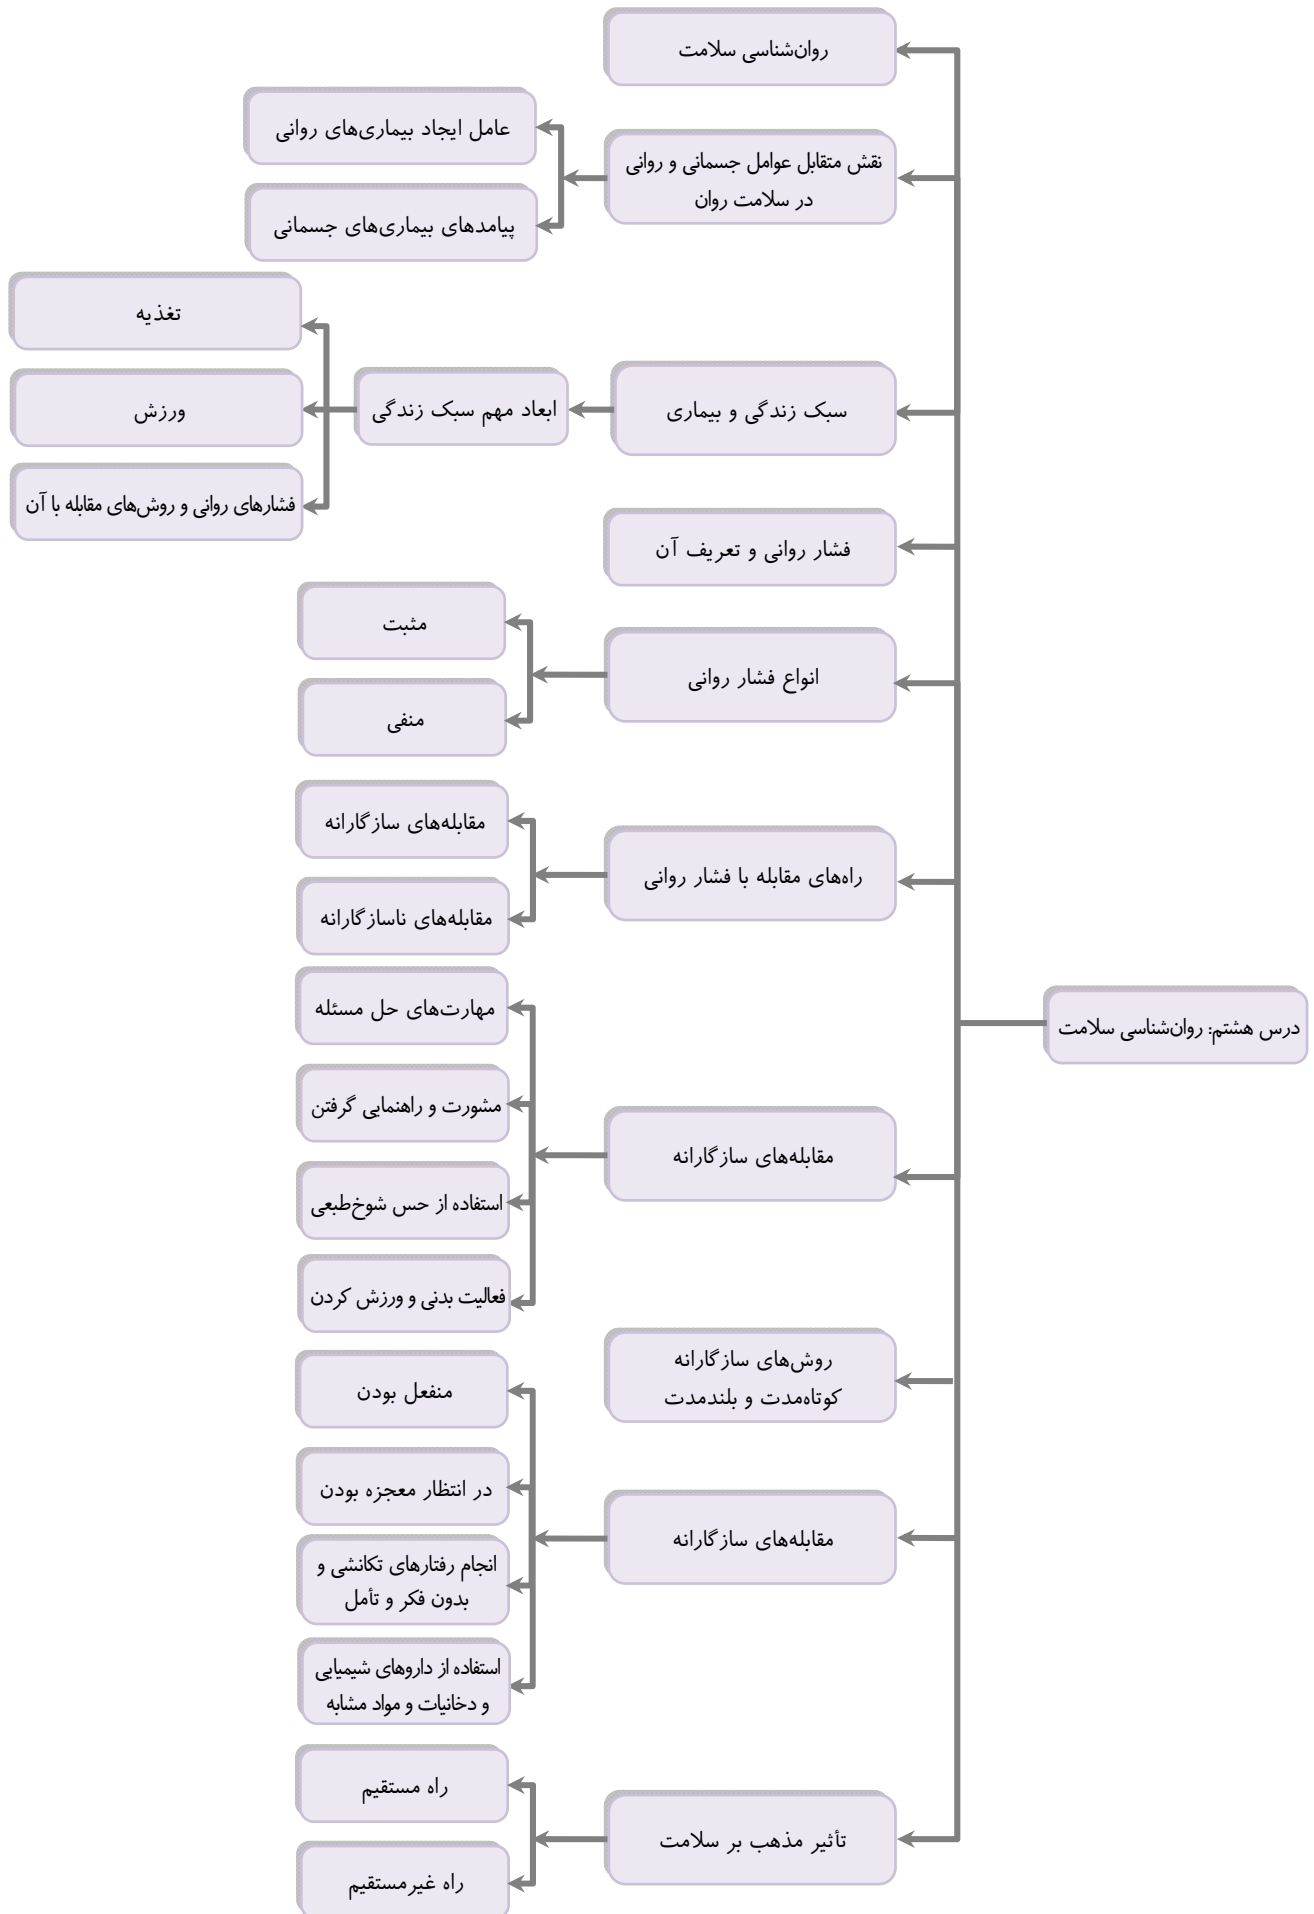 درس هشتم: روان‌شناسی سلامت
روان‌شناسی سلامت
نقش متقابل عوامل جسمانی و روانی
در سلامت روان
عامل ایجاد بیماری‌های روانی
پیامدهای بیماری‌های جسمانی
سبک زندگی و بیماری
ابعاد مهم سبک زندگی
تغذیه
ورزش
فشارهای روانی و روش‌های مقابله با آن
فشار روانی و تعریف آن
انواع فشار روانی
مثبت
منفی
راه‌های مقابله با فشار روانی
مقابله‌های سازگارانه
مقابله‌های ناسازگارانه
مقابله‌های سازگارانه
مهارت‌های حل مسئله
مشورت و راهنمایی گرفتن
استفاده از حس شوخ‌طبعی
فعالیت بدنی و ورزش کردن
روش‌های سازگارانه
کوتاه‌مدت و بلندمدت
مقابله‌های سازگارانه
منفعل بودن
در انتظار معجزه بودن
انجام رفتارهای تکانشی و
بدون فکر و تأمل
استفاده از داروهای شیمیایی
و دخانیات و مواد مشابه
تأثیر مذهب بر سلامت
راه مستقیم
راه غیرمستقیم